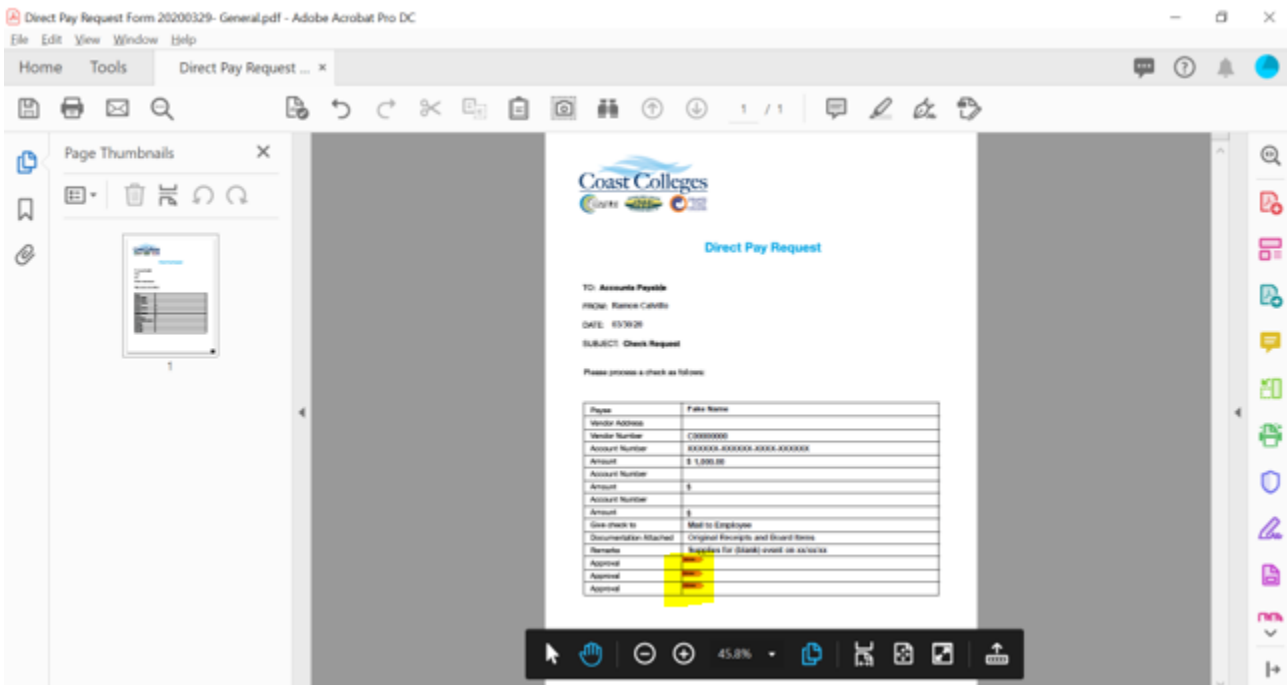 Direct Pay Request Form 20200329- General.pdf - Adobe Acrobat Pro DC
File Edit View Window Help
Home Tools Direct Pay Request ... ×
1 / 1
Page Thumbnails
1
Coast Colleges
Direct Pay Request
TO: Accounts Payable
FROM: Ramon Calvillo
DATE: 03/30/20
SUBJECT: Check Request
Please process a check as follows:
Payee Fake Name
Vendor Address
Vendor Number C00000000
Account Number XXXXXX-XXXXXX-XXXX-XXXXXX
Amount $ 1,000.00
Account Number
Amount $
Account Number
Amount $
Give check to Mail to Employee
Documentation Attached Original Receipts and Board Items
Remarks Supplies for (blank) event on xx/xx/xx
Approval
Approval
Approval
45.8%